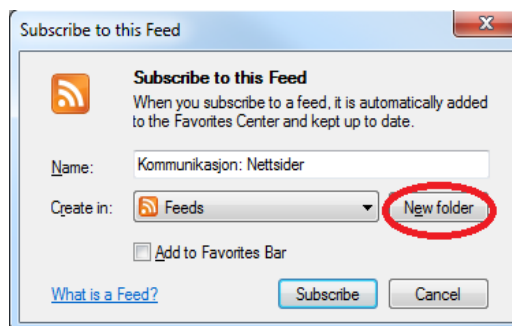 Subscribe to this Feed
Subscribe to this Feed
When you subscribe to a feed, it is automatically added
to the Favorites Center and kept up to date.
Name: Kommunikasjon: Nettsider
Create in: Feeds New folder
Add to Favorites Bar
What is a Feed? Subscribe Cancel